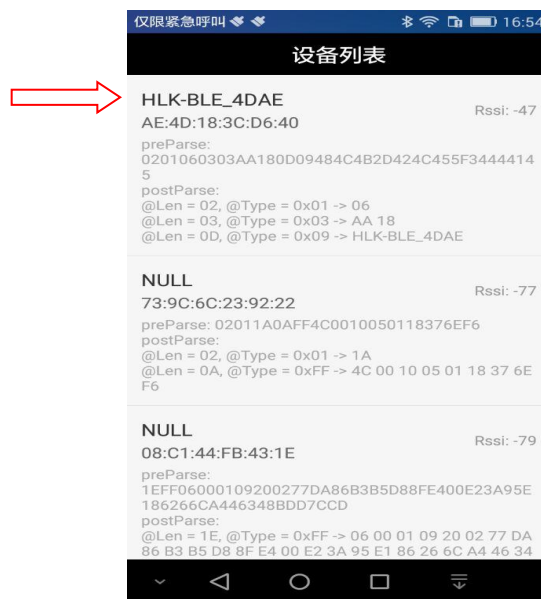 仅限紧急呼叫
16:54
设备列表
HLK-BLE_4DAE
Rssi: -47
AE:4D:18:3C:D6:40
preParse:
0201060303AA180D09484C4B2D424C455F3444414
5
postParse:
@Len = 02, @Type = 0x01 -> 06
@Len = 03, @Type = 0x03 -> AA 18
@Len = 0D, @Type = 0x09 -> HLK-BLE_4DAE
NULL
Rssi: -77
73:9C:6C:23:92:22
preParse: 02011A0AFF4C0010050118376EF6
postParse:
@Len = 02, @Type = 0x01 -> 1A
@Len = 0A, @Type = 0xFF -> 4C 00 10 05 01 18 37 6E
F6
NULL
Rssi: -79
08:C1:44:FB:43:1E
preParse:
1EFF06000109200277DA86B3B5D88FE400E23A95E
186266CA446348BDD7CCD
postParse:
@Len = 1E, @Type = 0xFF -> 06 00 01 09 20 02 77 DA
86 B3 B5 D8 8F E4 00 E2 3A 95 E1 86 26 6C A4 46 34